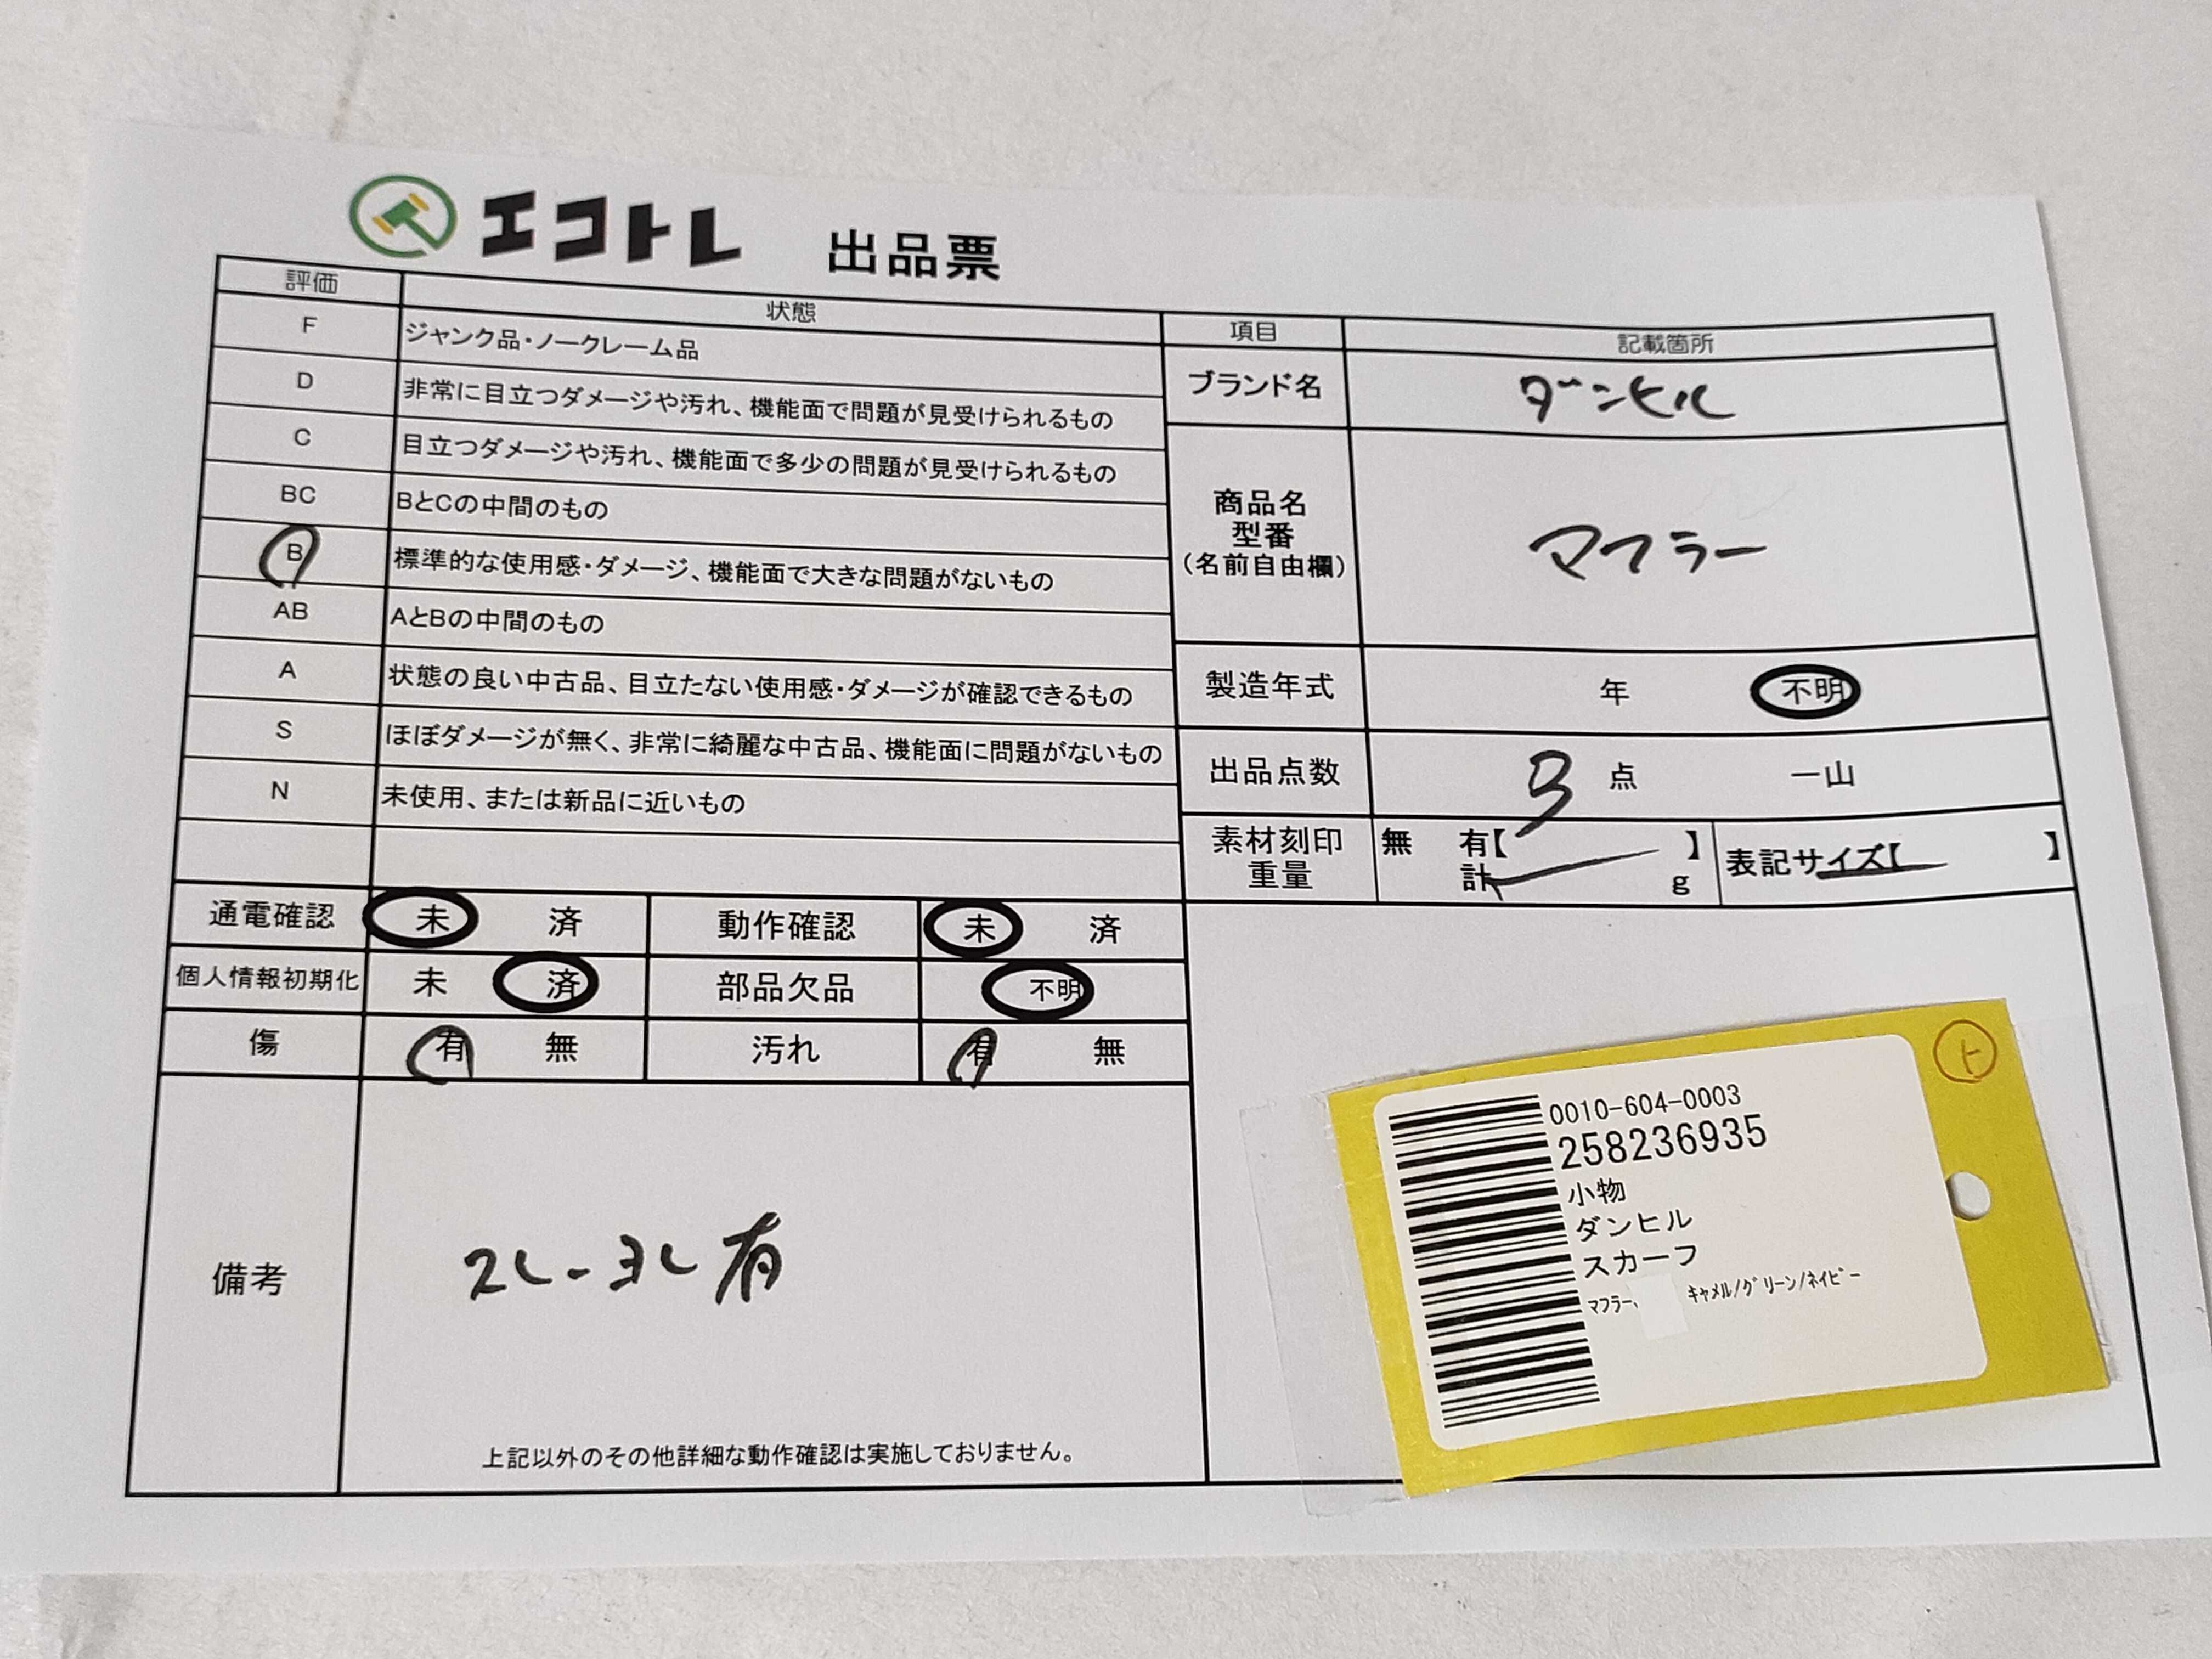 エコトレ 出品票
評価 状態
F ジャンク品・ノークレーム品
D 非常に目立つダメージや汚れ、機能面で問題が見受けられるもの
C 目立つダメージや汚れ、機能面で多少の問題が見受けられるもの
BC BとCの中間のもの
B 標準的な使用感・ダメージ、機能面で大きな問題がないもの
AB AとBの中間のもの
A 状態の良い中古品、目立たない使用感・ダメージが確認できるもの
S ほぼダメージが無く、非常に綺麗な中古品、機能面に問題がないもの
N 未使用、または新品に近いもの
項目 記載箇所
ブランド名 ダンヒル
商品名
型番
(名前自由欄)
マフラー
製造年式 年 不明
出品点数 3 点 一山
素材刻印 無 有【 】
重量 計 g
表記サイズ【 】
通電確認 未 済 動作確認 未 済
個人情報初期化 未 済 部品欠品 不明
傷 有 無 汚れ 有 無
備考
スレ-ヨレ有
上記以外のその他詳細な動作確認は実施しておりません。
ト
0010-604-0003
258236935
小物
ダンヒル
スカーフ
マフラー、 キャメル/グリーン/ネイビー